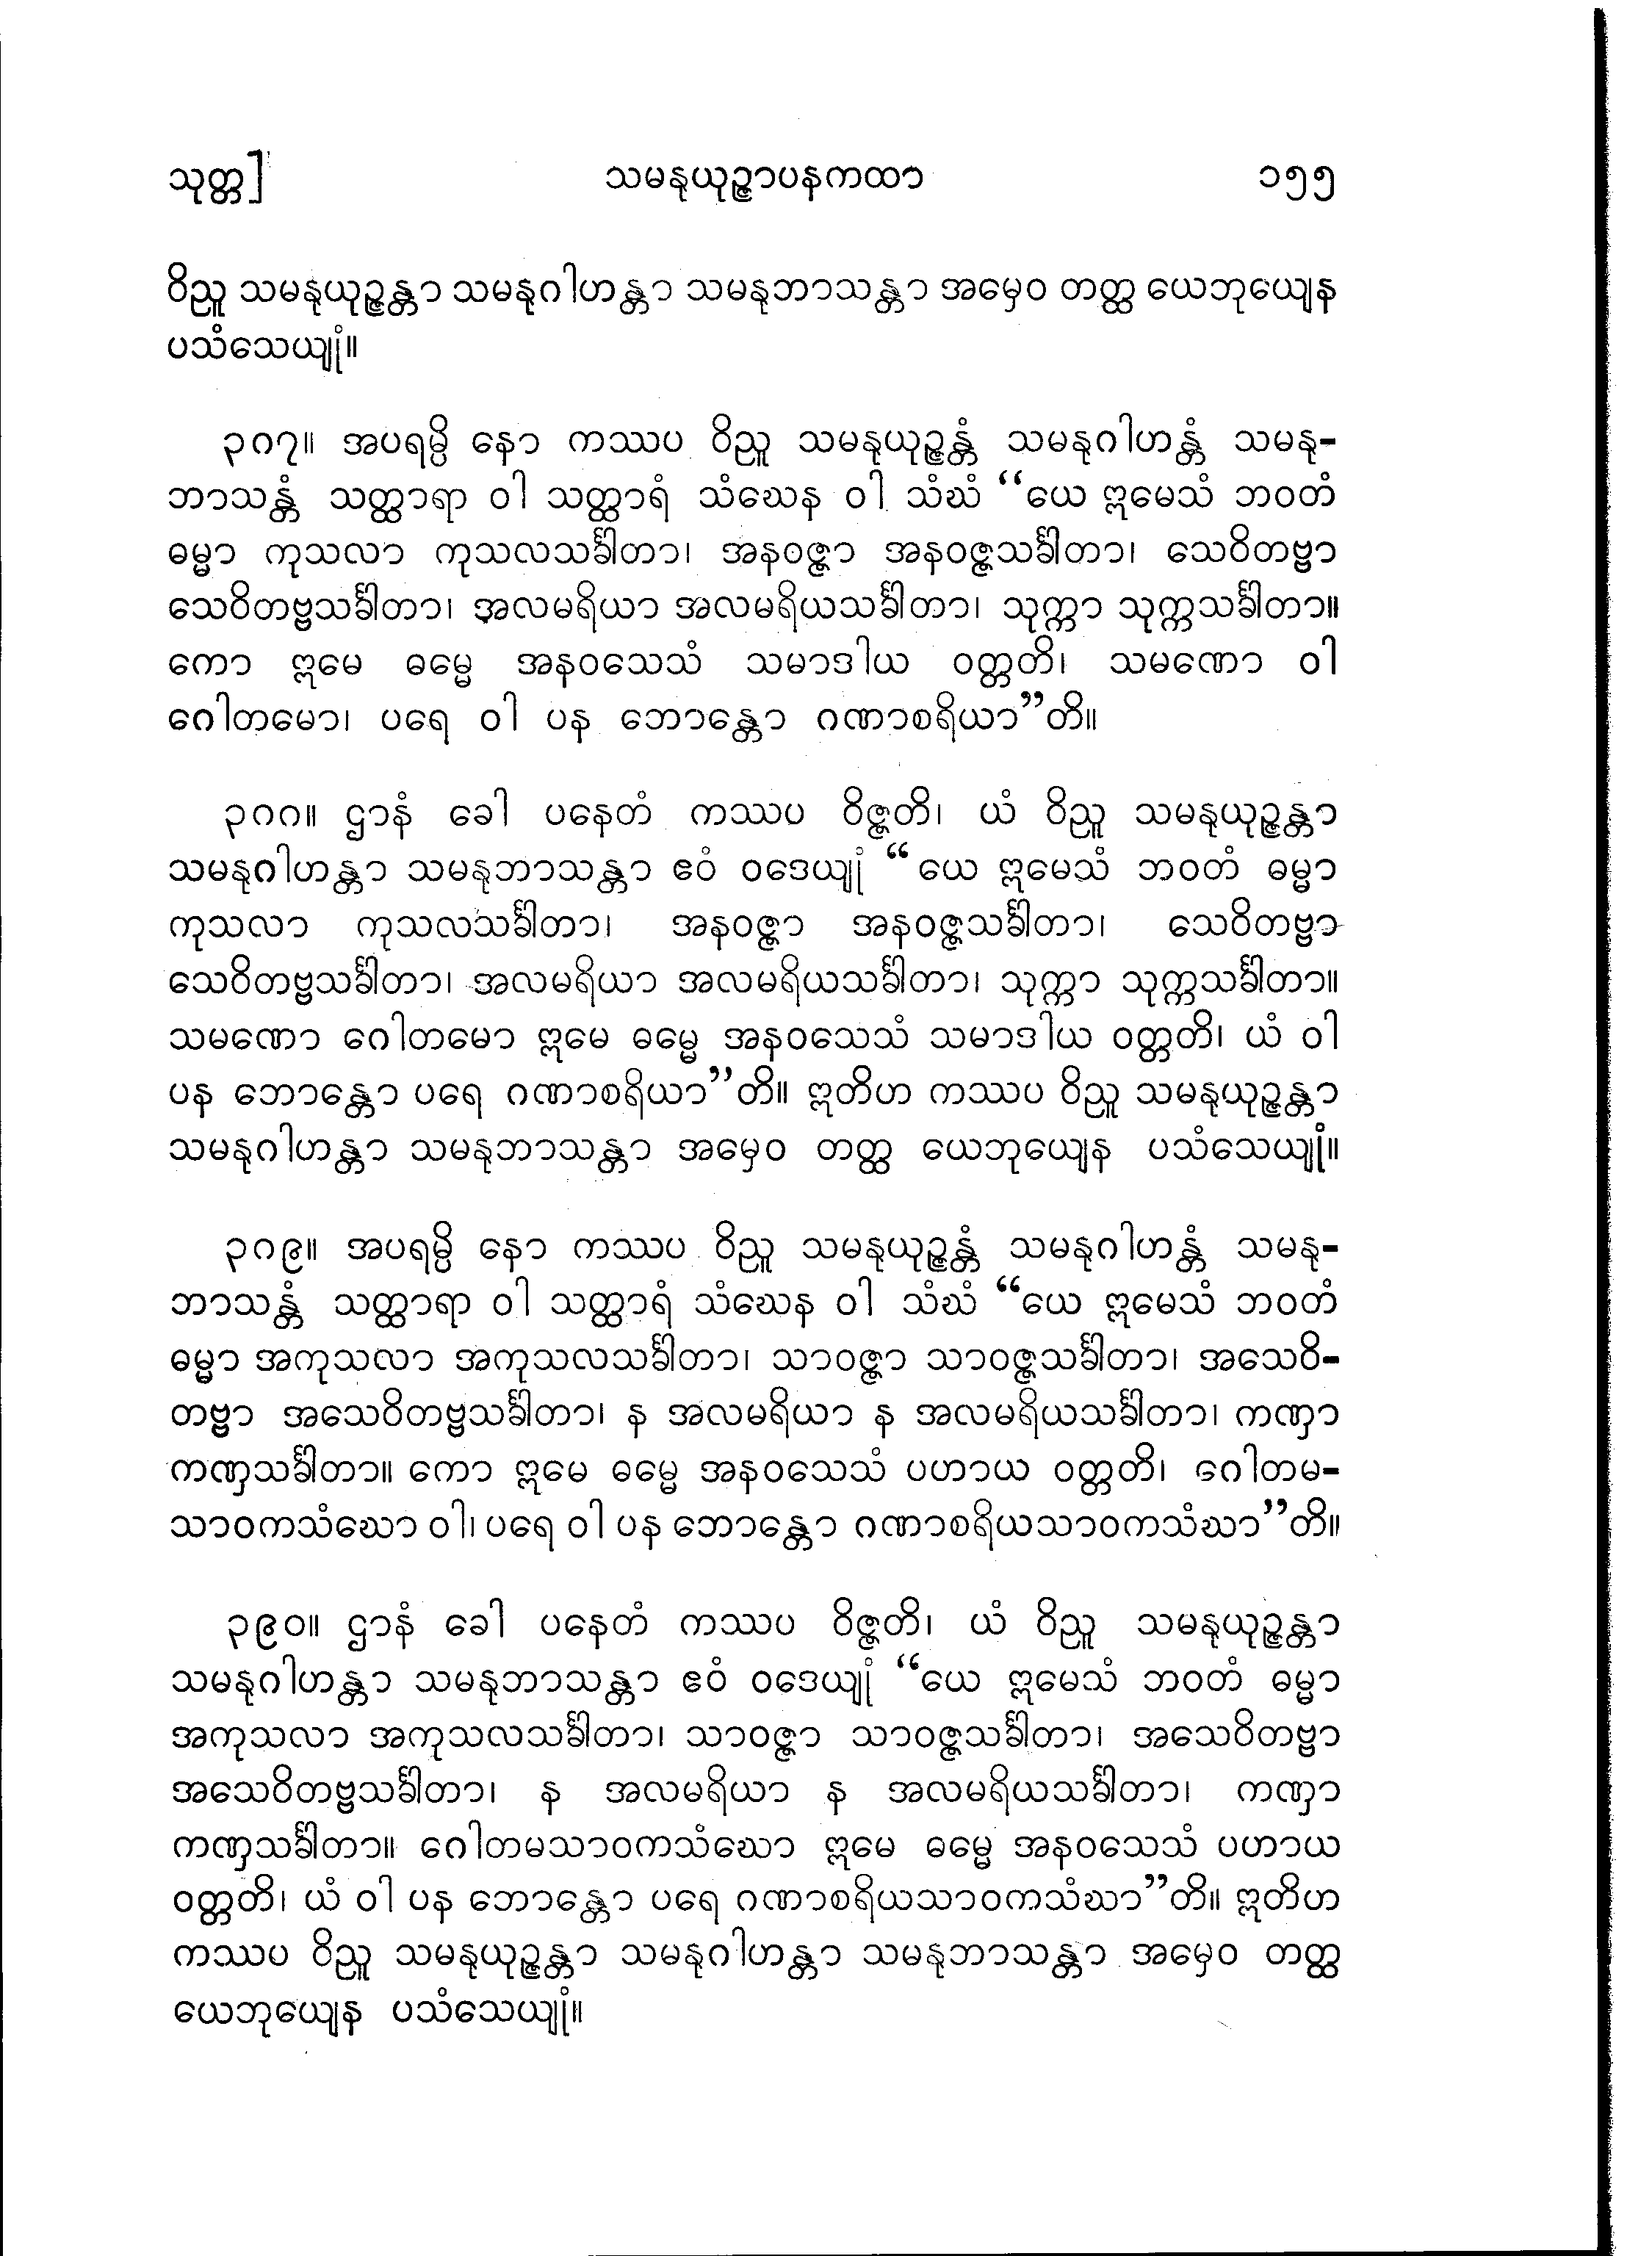 သုတ္တ] သမနုယုဉ္ဇာပနကထာ ၁၅၅
ဝိညူ သမနုယုဉ္ဇန္တာ သမနုဂါဟန္တာ သမနုဘာသန္တာ အမှေဝ တတ္ထ ယေဘုယျေန
ပသံသေယျုံ။
၃၈၇။ အပရမ္ပိ နော ကဿပ ဝိညူ သမနုယုဉ္ဇန္တံ သမနုဂါဟန္တံ သမနု-
ဘာသန္တံ သတ္ထာရာ ဝါ သတ္ထာရံ သံဃေန ဝါ သံဃံ “ယေ ဣမေသံ ဘဝတံ
ဓမ္မာ ကုသလာ ကုသလသင်္ခါတာ၊ အနဝဇ္ဇာ အနဝဇ္ဇသင်္ခါတာ၊ သေဝိတဗ္ဗာ
သေဝိတဗ္ဗသင်္ခါတာ၊ အလမရိယာ အလမရိယသင်္ခါတာ၊ သုက္ကာ သုက္ကသင်္ခါတာ။
ကော ဣမေ ဓမ္မေ အနဝသေသံ သမာဒါယ ဝတ္တတိ၊ သမဏော ဝါ
ဂေါတမော၊ ပရေ ဝါ ပန ဘောန္တော ဂဏာစရိယာ”တိ။
၃၈၈။ ဌာနံ ခေါ ပနေတံ ကဿပ ဝိဇ္ဇတိ၊ ယံ ဝိညူ သမနုယုဉ္ဇန္တာ
သမနုဂါဟန္တာ သမနုဘာသန္တာ ဧဝံ ဝဒေယျုံ “ယေ ဣမေသံ ဘဝတံ ဓမ္မာ
ကုသလာ ကုသလသင်္ခါတာ၊ အနဝဇ္ဇာ အနဝဇ္ဇသင်္ခါတာ၊ သေဝိတဗ္ဗာ
သေဝိတဗ္ဗသင်္ခါတာ၊ အလမရိယာ အလမရိယသင်္ခါတာ၊ သုက္ကာ သုက္ကသင်္ခါတာ။
သမဏော ဂေါတမော ဣမေ ဓမ္မေ အနဝသေသံ သမာဒါယ ဝတ္တတိ၊ ယံ ဝါ
ပန ဘောန္တော ပရေ ဂဏာစရိယာ”တိ။ ဣတိဟ ကဿပ ဝိညူ သမနုယုဉ္ဇန္တာ
သမနုဂါဟန္တာ သမနုဘာသန္တာ အမှေဝ တတ္ထ ယေဘုယျေန ပသံသေယျုံ။
၃၈၉။ အပရမ္ပိ နော ကဿပ ဝိညူ သမနုယုဉ္ဇန္တံ သမနုဂါဟန္တံ သမနု-
ဘာသန္တံ သတ္ထာရာ ဝါ သတ္ထာရံ သံဃေန ဝါ သံဃံ “ယေ ဣမေသံ ဘဝတံ
ဓမ္မာ အကုသလာ အကုသလသင်္ခါတာ၊ သာဝဇ္ဇာ သာဝဇ္ဇသင်္ခါတာ၊ အသေဝိ-
တဗ္ဗာ အသေဝိတဗ္ဗသင်္ခါတာ၊ န အလမရိယာ န အလမရိယသင်္ခါတာ၊ ကဏှာ
ကဏှသင်္ခါတာ။ ကော ဣမေ ဓမ္မေ အနဝသေသံ ပဟာယ ဝတ္တတိ၊ ဂေါတမ-
သာဝကသံဃော ဝါ၊ ပရေ ဝါ ပန ဘောန္တော ဂဏာစရိယသာဝကသံဃာ”တိ။
၃၉၀။ ဌာနံ ခေါ ပနေတံ ကဿပ ဝိဇ္ဇတိ၊ ယံ ဝိညူ သမနုယုဉ္ဇန္တာ
သမနုဂါဟန္တာ သမနုဘာသန္တာ ဧဝံ ဝဒေယျုံ “ယေ ဣမေသံ ဘဝတံ ဓမ္မာ
အကုသလာ အကုသလသင်္ခါတာ၊ သာဝဇ္ဇာ သာဝဇ္ဇသင်္ခါတာ၊ အသေဝိတဗ္ဗာ
အသေဝိတဗ္ဗသင်္ခါတာ၊ န အလမရိယာ န အလမရိယသင်္ခါတာ၊ ကဏှာ
ကဏှသင်္ခါတာ။ ဂေါတမသာဝကသံဃော ဣမေ ဓမ္မေ အနဝသေသံ ပဟာယ
ဝတ္တတိ၊ ယံ ဝါ ပန ဘောန္တော ပရေ ဂဏာစရိယသာဝကသံဃာ”တိ။ ဣတိဟ
ကဿပ ဝိညူ သမနုယုဉ္ဇန္တာ သမနုဂါဟန္တာ သမနုဘာသန္တာ အမှေဝ တတ္ထ
ယေဘုယျေန ပသံသေယျုံ။